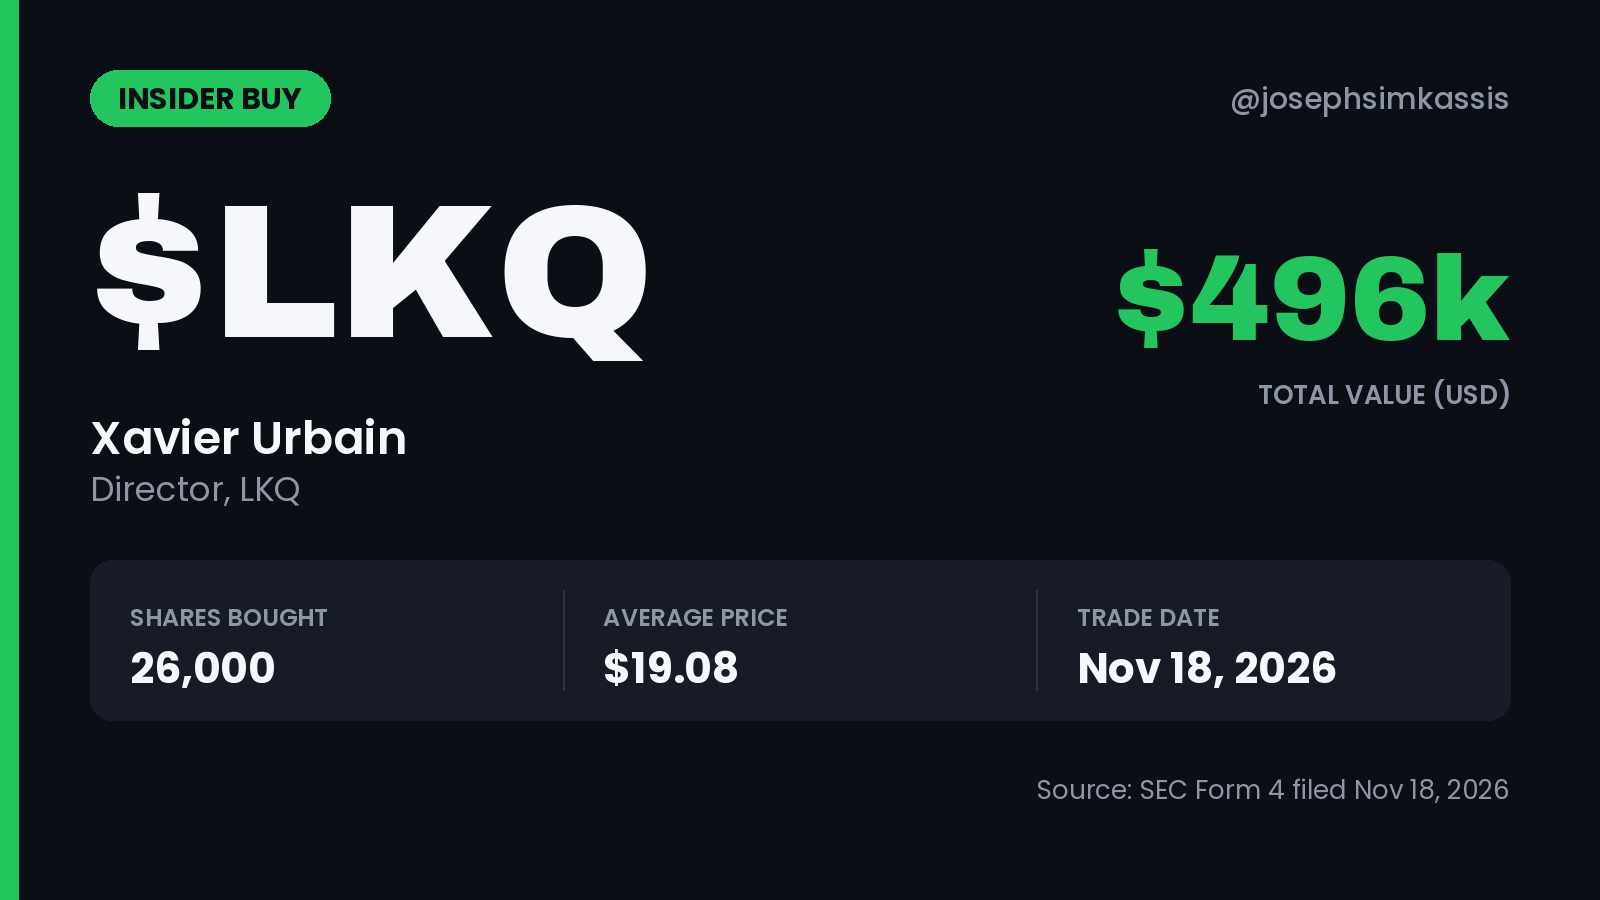 INSIDER BUY
@josephsimkassis
$LKQ
$496k
TOTAL VALUE (USD)
Xavier Urbain
Director, LKQ
SHARES BOUGHT
26,000
AVERAGE PRICE
$19.08
TRADE DATE
Nov 18, 2026
Source: SEC Form 4 filed Nov 18, 2026